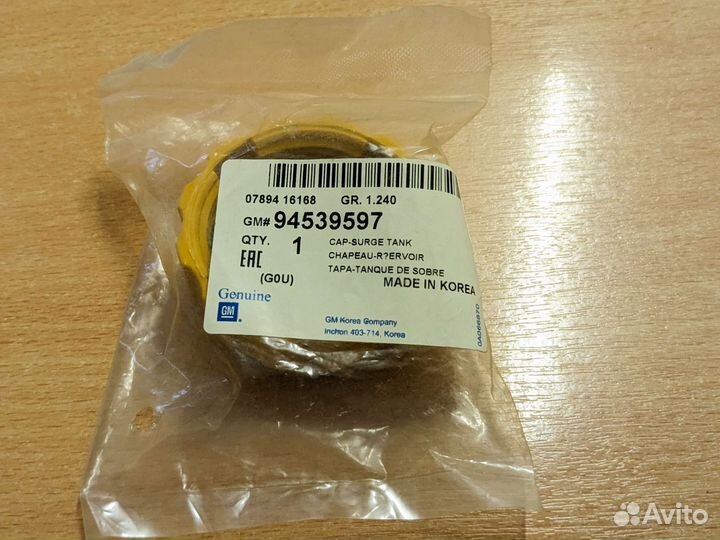 07894 16168 GR. 1.240
GM# 94539597
QTY. 1 CAP-SURGE TANK
CHAPEAU-R?ERVOIR
TAPA-TANQUE DE SOBRE
EAC
(G0U) MADE IN KOREA
Genuine
GM
GM Korea Company
Incheon 403-714, Korea
0A066870
Avito